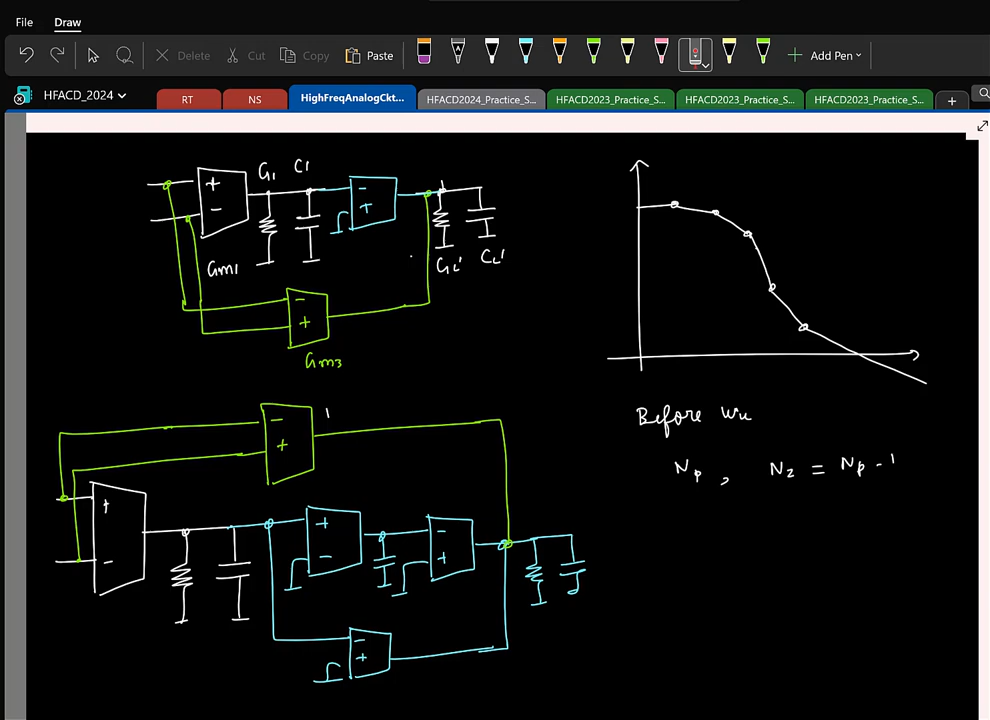 File Draw
Delete Cut Copy Paste Add Pen
HFACD_2024 RT NS HighFreqAnalogCkt... HFACD2024_Practice_S... HFACD2023_Practice_S... HFACD2023_Practice_S... HFACD2023_Practice_S...
G1 C1
+
-
-
+
Gm1
GL' CL'
-
+
Gm3
Before wu
Np, Nz = Np - 1
-
+
+
-
+
-
-
+
-
+